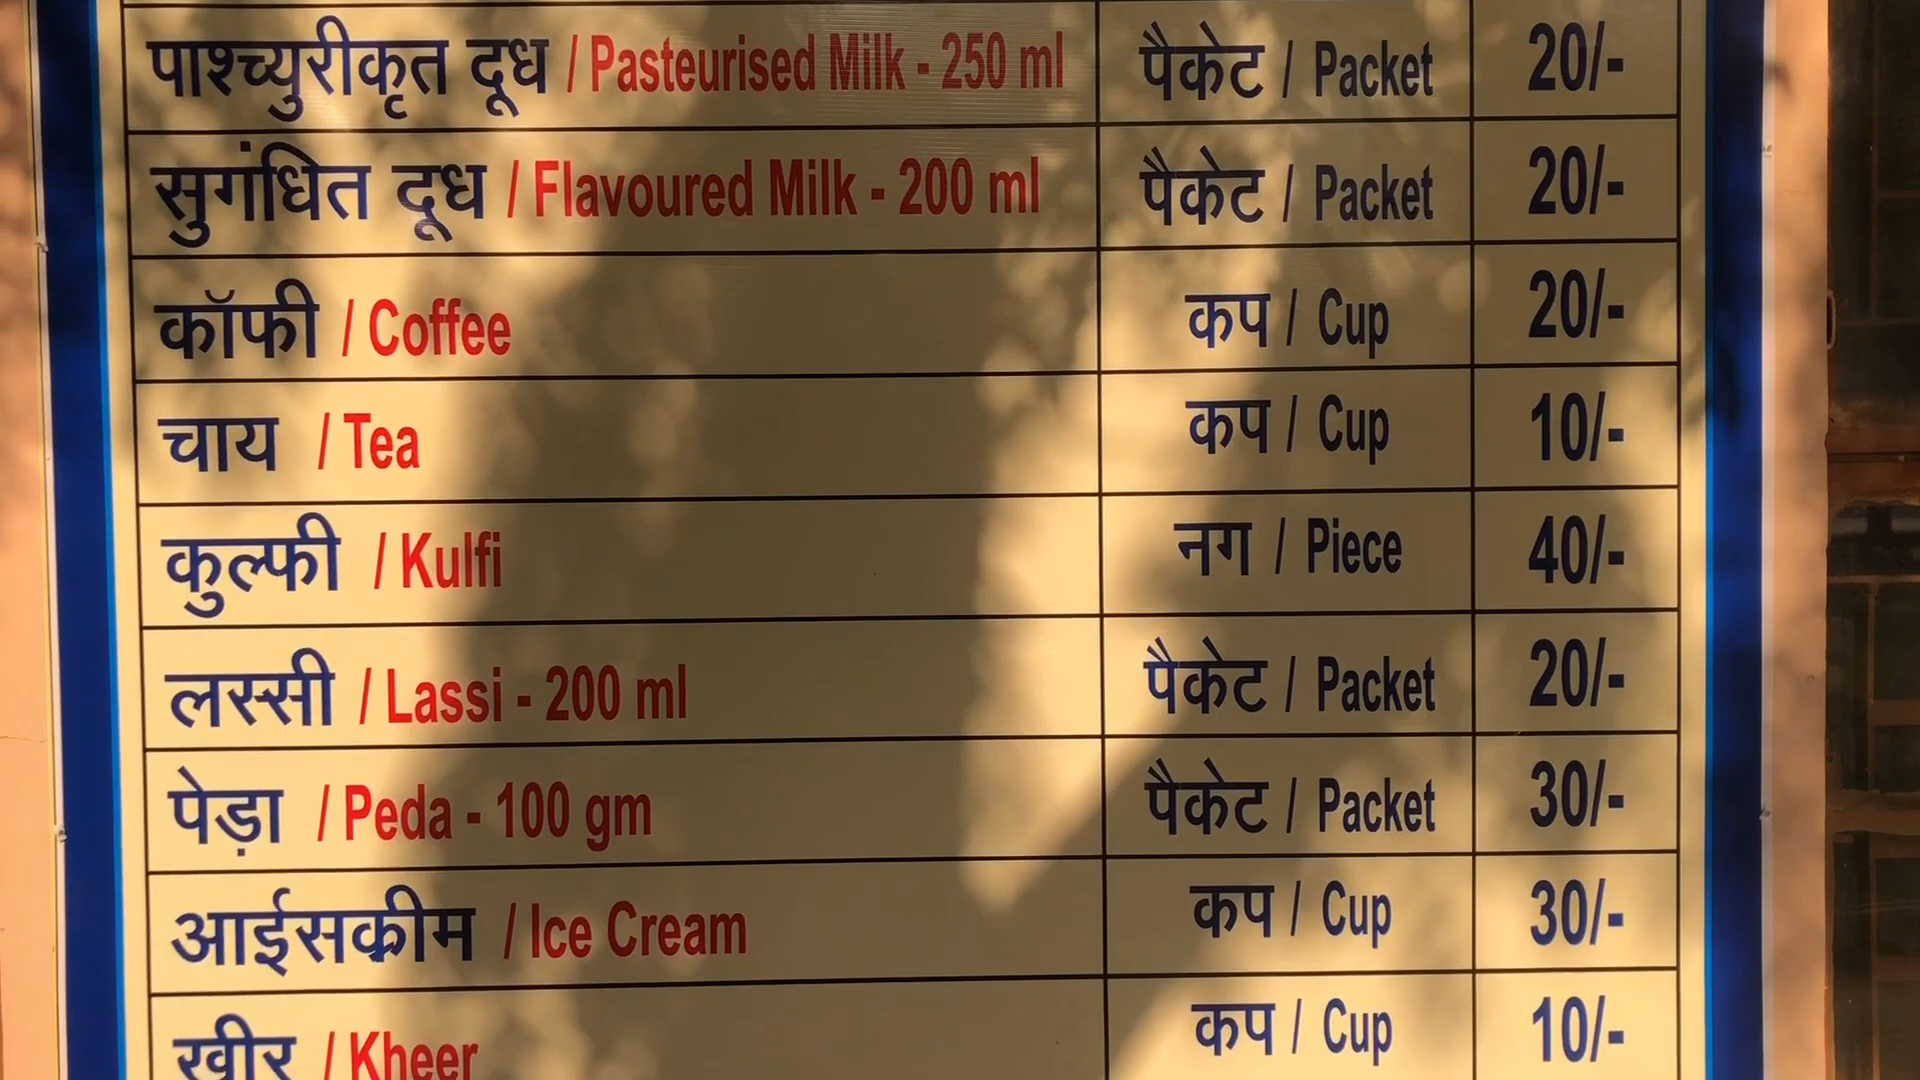 पाश्च्युरीकृत दूध / Pasteurised Milk - 250 ml पैकेट / Packet 20/-
सुगंधित दूध / Flavoured Milk - 200 ml पैकेट / Packet 20/-
कॉफी / Coffee कप / Cup 20/-
चाय / Tea कप / Cup 10/-
कुल्फी / Kulfi नग / Piece 40/-
लस्सी / Lassi - 200 ml पैकेट / Packet 20/-
पेड़ा / Peda - 100 gm पैकेट / Packet 30/-
आईसक्रीम / Ice Cream कप / Cup 30/-
खीर / Kheer कप / Cup 10/-